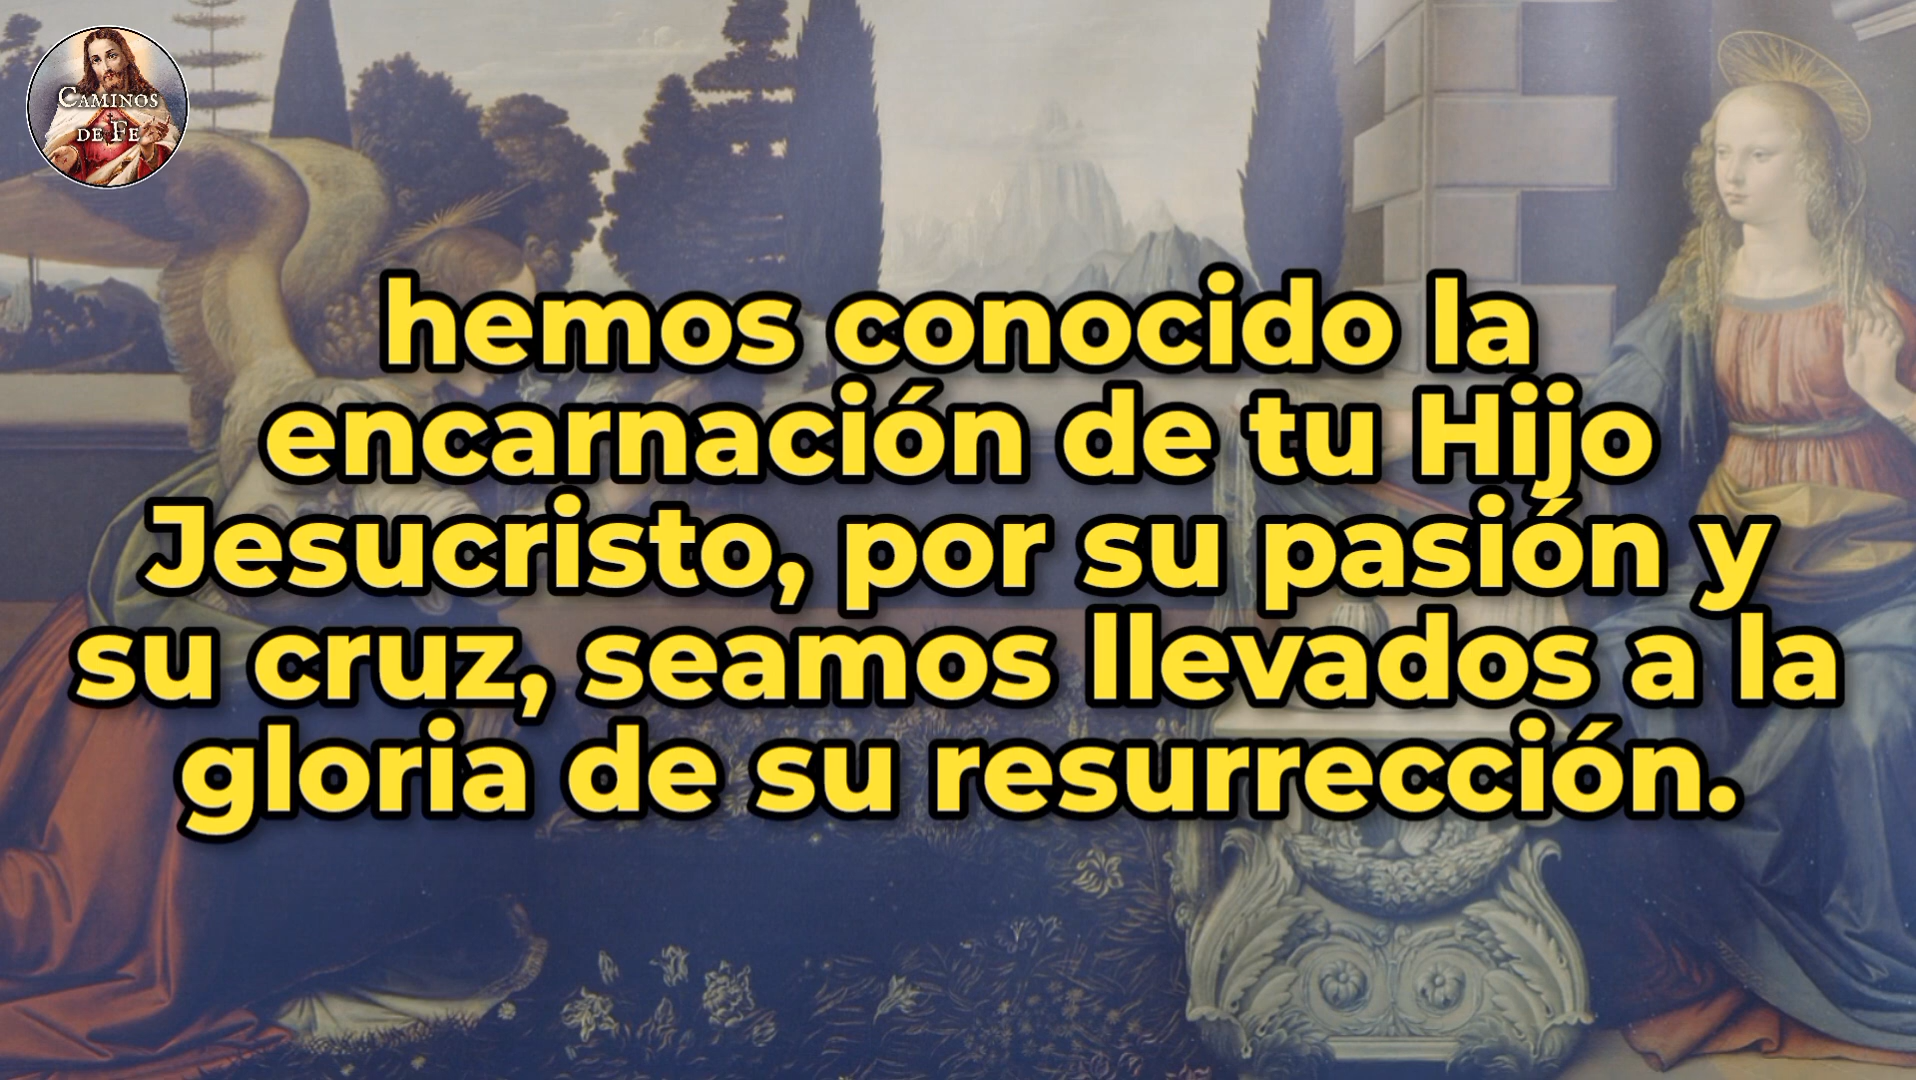 CAMINOS
DE FE
hemos conocido la
encarnación de tu Hijo
Jesucristo, por su pasión y
su cruz, seamos llevados a la
gloria de su resurrección.